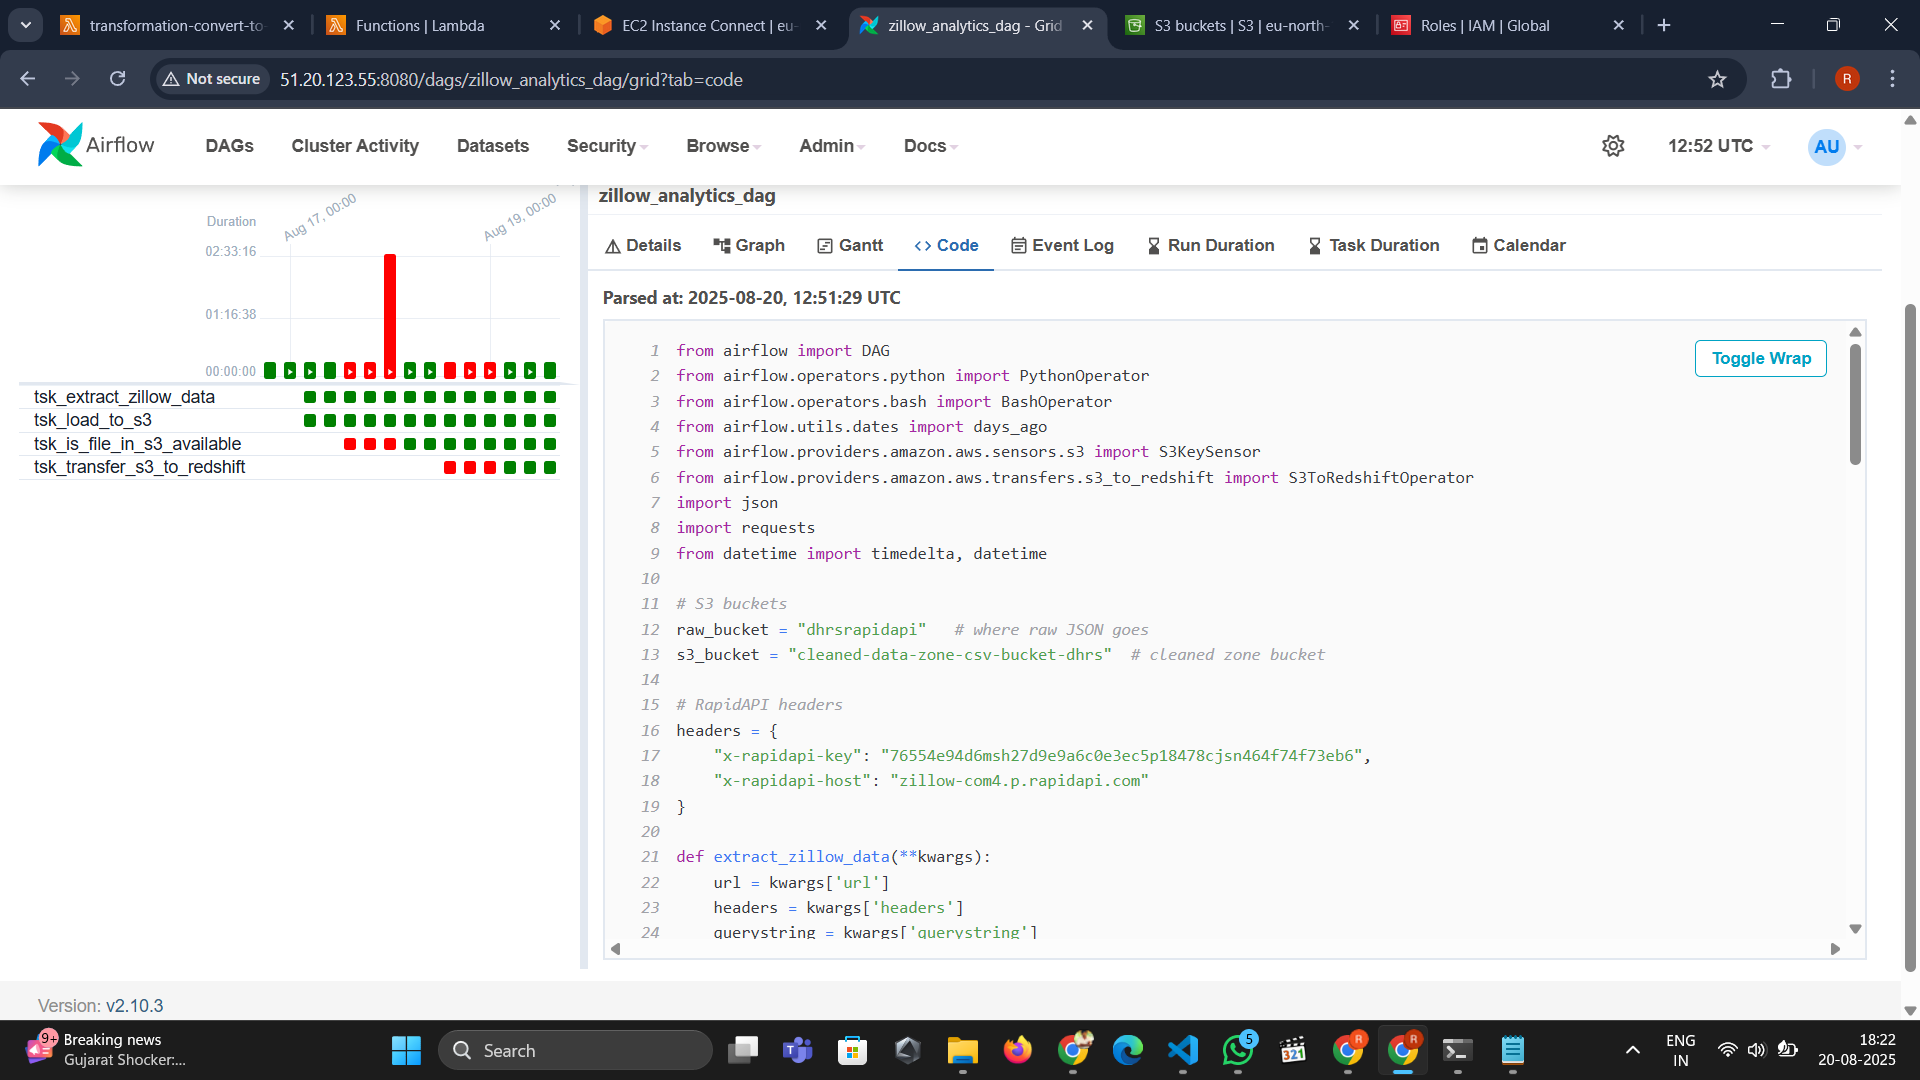 transformation-convert-to-
Functions | Lambda
EC2 Instance Connect | eu-
zillow_analytics_dag - Grid
S3 buckets | S3 | eu-north-
Roles | IAM | Global
Not secure
51.20.123.55:8080/dags/zillow_analytics_dag/grid?tab=code
R
Airflow
DAGs
Cluster Activity
Datasets
Security
Browse
Admin
Docs
12:52 UTC
AU
Duration
Aug 17, 00:00
Aug 19, 00:00
02:33:16
01:16:38
00:00:00
tsk_extract_zillow_data
tsk_load_to_s3
tsk_is_file_in_s3_available
tsk_transfer_s3_to_redshift
zillow_analytics_dag
Details
Graph
Gantt
<> Code
Event Log
Run Duration
Task Duration
Calendar
Parsed at: 2025-08-20, 12:51:29 UTC
Toggle Wrap
1 from airflow import DAG
2 from airflow.operators.python import PythonOperator
3 from airflow.operators.bash import BashOperator
4 from airflow.utils.dates import days_ago
5 from airflow.providers.amazon.aws.sensors.s3 import S3KeySensor
6 from airflow.providers.amazon.aws.transfers.s3_to_redshift import S3ToRedshiftOperator
7 import json
8 import requests
9 from datetime import timedelta, datetime
10
11 # S3 buckets
12 raw_bucket = "dhrsrapidapi"   # where raw JSON goes
13 s3_bucket = "cleaned-data-zone-csv-bucket-dhrs"  # cleaned zone bucket
14
15 # RapidAPI headers
16 headers = {
17     "x-rapidapi-key": "76554e94d6msh27d9e9a6c0e3ec5p18478cjsn464f74f73eb6",
18     "x-rapidapi-host": "zillow-com4.p.rapidapi.com"
19 }
20
21 def extract_zillow_data(**kwargs):
22     url = kwargs['url']
23     headers = kwargs['headers']
24     querystring = kwargs['querystring']
Version: v2.10.3
9+
Breaking news
Gujarat Shocker:...
Search
5
321
R
R
ENG
IN
18:22
20-08-2025